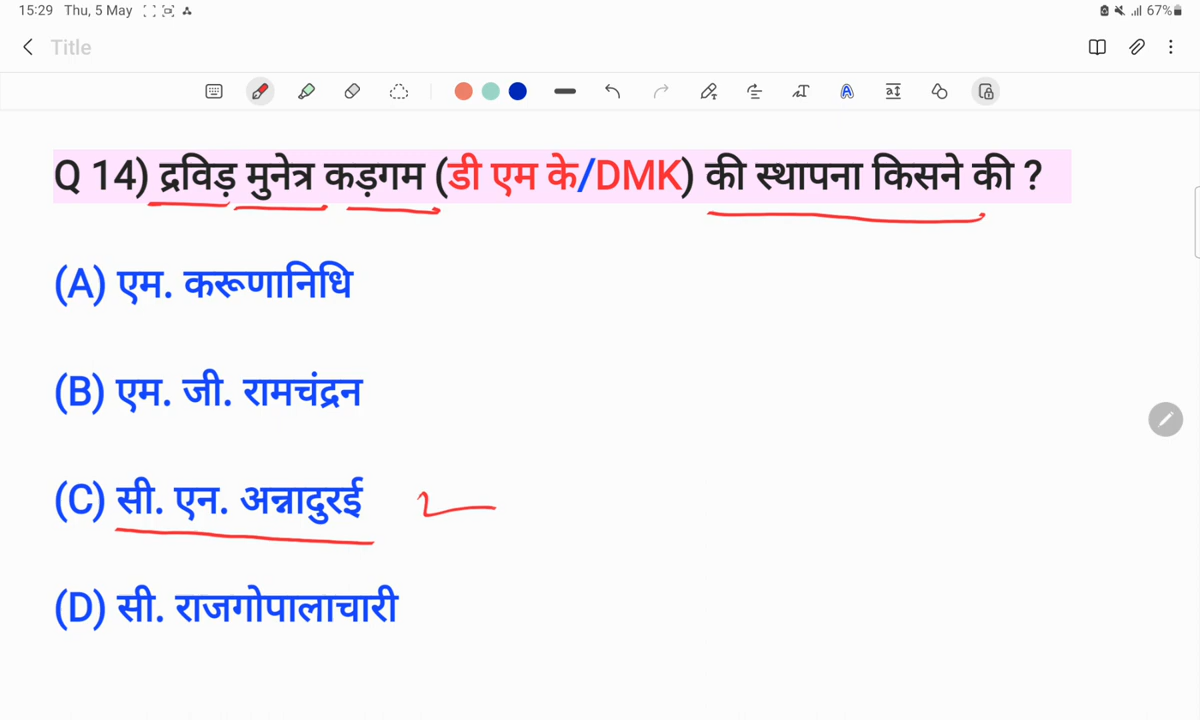 15:29 Thu, 5 May 67%
Title
Q 14) द्रविड़ मुनेत्र कड़गम (डी एम के/DMK) की स्थापना किसने की ?
(A) एम. करूणानिधि
(B) एम. जी. रामचंद्रन
(C) सी. एन. अन्नादुरई
(D) सी. राजगोपालाचारी